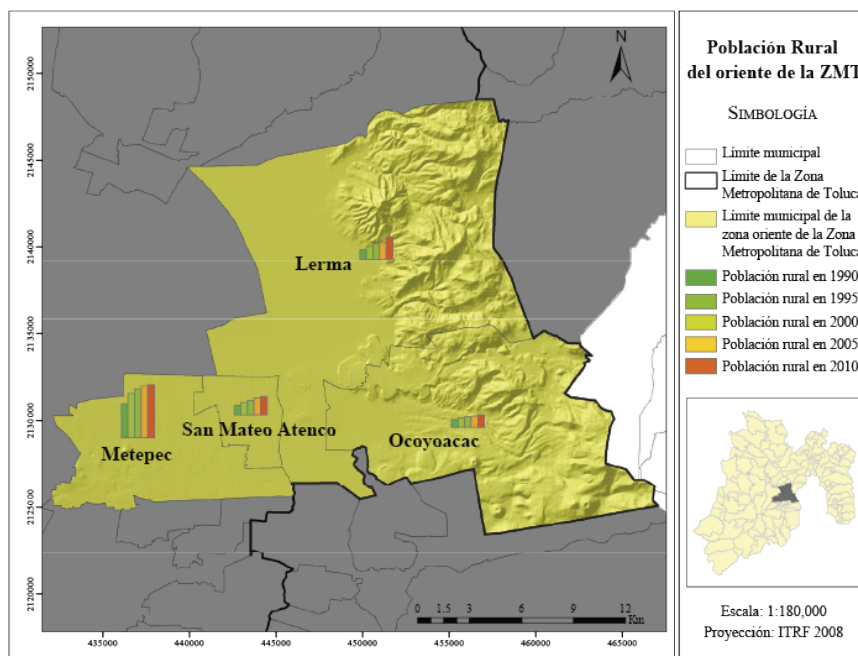 Población Rural
del oriente de la ZMT
SIMBOLOGÍA
Límite municipal
Límite de la Zona
Metropolitana de Toluca
Límite municipal de la
zona oriente de la Zona
Metropolitana de Toluca
Población rural en 1990
Población rural en 1995
Población rural en 2000
Población rural en 2005
Población rural en 2010
Escala: 1:180,000
Proyección: ITRF 2008
N
Lerma
San Mateo Atenco
Metepec
Ocoyoacac
0 1.5 3 6 9 12
Km
2150000
2145000
2140000
2135000
2130000
2125000
2120000
435000 440000 445000 450000 455000 460000 465000